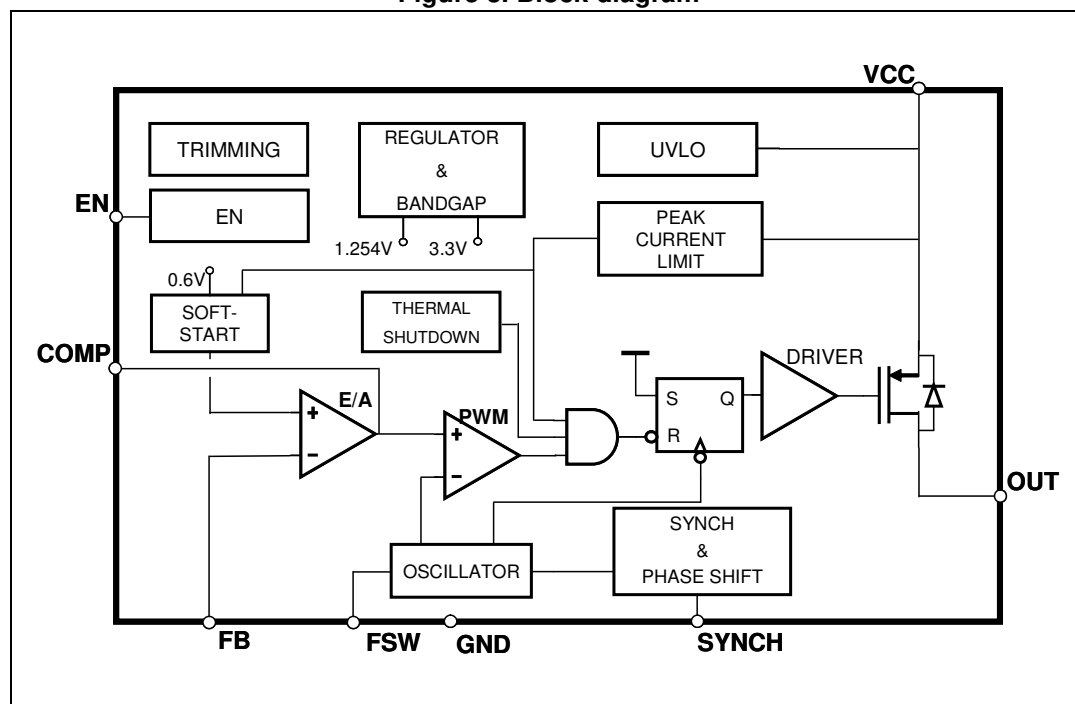 Figure 3. Block diagram
VCC
TRIMMING
REGULATOR
&
BANDGAP
UVLO
EN
EN
PEAK
CURRENT
LIMIT
1.254V
3.3V
0.6V
SOFT-
START
THERMAL
SHUTDOWN
COMP
DRIVER
E/A
+
-
PWM
+
-
S
Q
R
OUT
SYNCH
&
PHASE SHIFT
OSCILLATOR
FB
FSW
GND
SYNCH